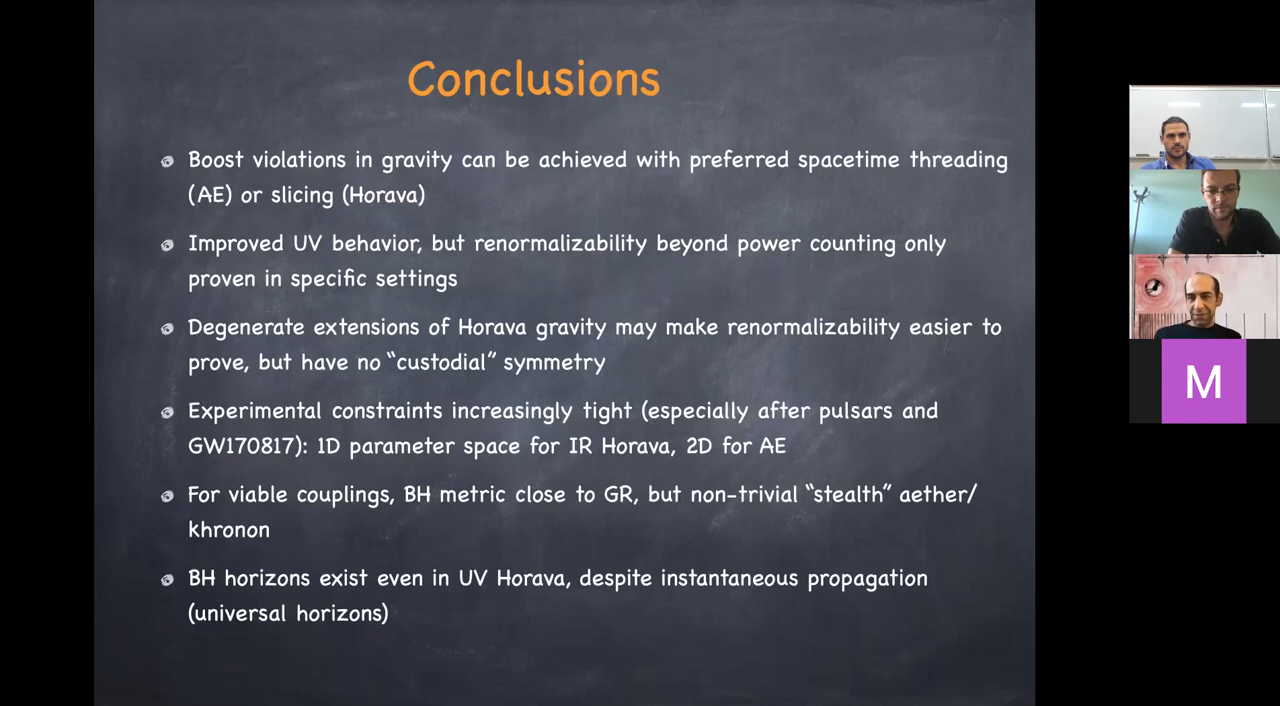 Conclusions
Boost violations in gravity can be achieved with preferred spacetime threading
(AE) or slicing (Horava)
Improved UV behavior, but renormalizability beyond power counting only
proven in specific settings
Degenerate extensions of Horava gravity may make renormalizability easier to
prove, but have no “custodial” symmetry
Experimental constraints increasingly tight (especially after pulsars and
GW170817): 1D parameter space for IR Horava, 2D for AE
For viable couplings, BH metric close to GR, but non-trivial “stealth” aether/
khronon
BH horizons exist even in UV Horava, despite instantaneous propagation
(universal horizons)
M